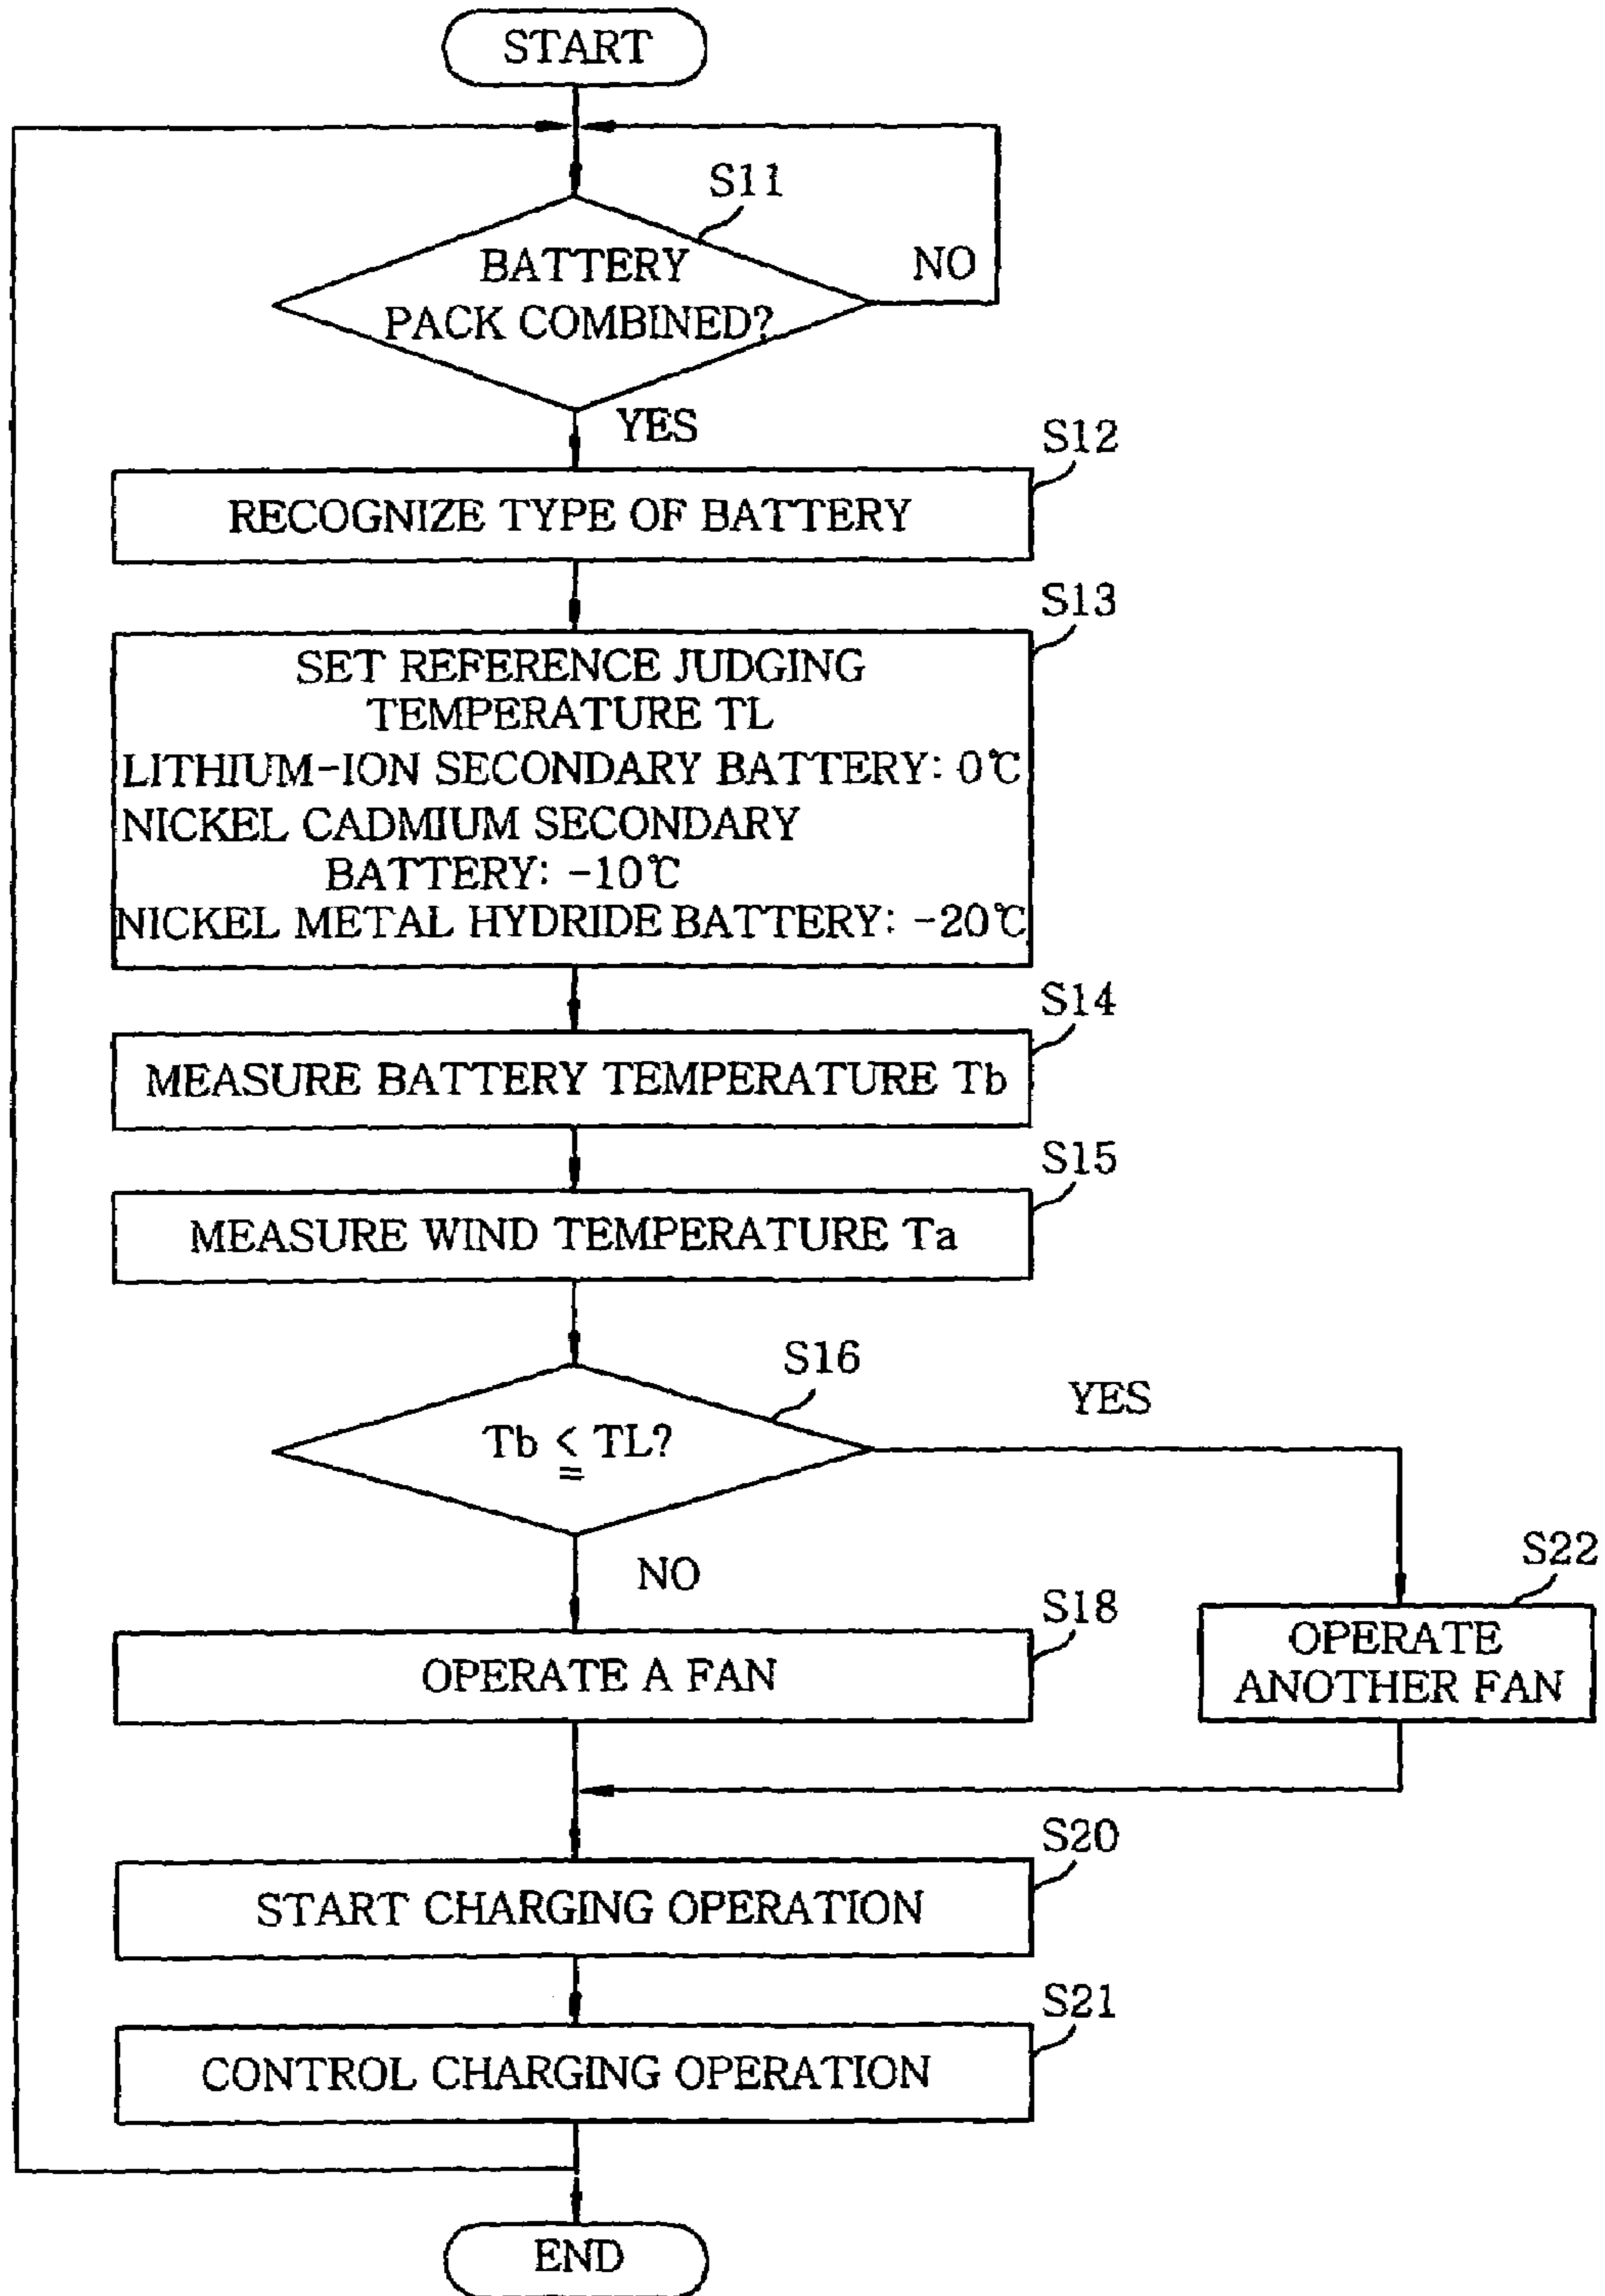 START
S11
BATTERY
PACK COMBINED?
NO
YES
S12
RECOGNIZE TYPE OF BATTERY
S13
SET REFERENCE JUDGING
TEMPERATURE TL
LITHIUM-ION SECONDARY BATTERY: 0℃
NICKEL CADMIUM SECONDARY
BATTERY: -10℃
NICKEL METAL HYDRIDE BATTERY: -20℃
S14
MEASURE BATTERY TEMPERATURE Tb
S15
MEASURE WIND TEMPERATURE Ta
S16
Tb ≦ TL?
YES
NO
S22
OPERATE
ANOTHER FAN
S18
OPERATE A FAN
S20
START CHARGING OPERATION
S21
CONTROL CHARGING OPERATION
END